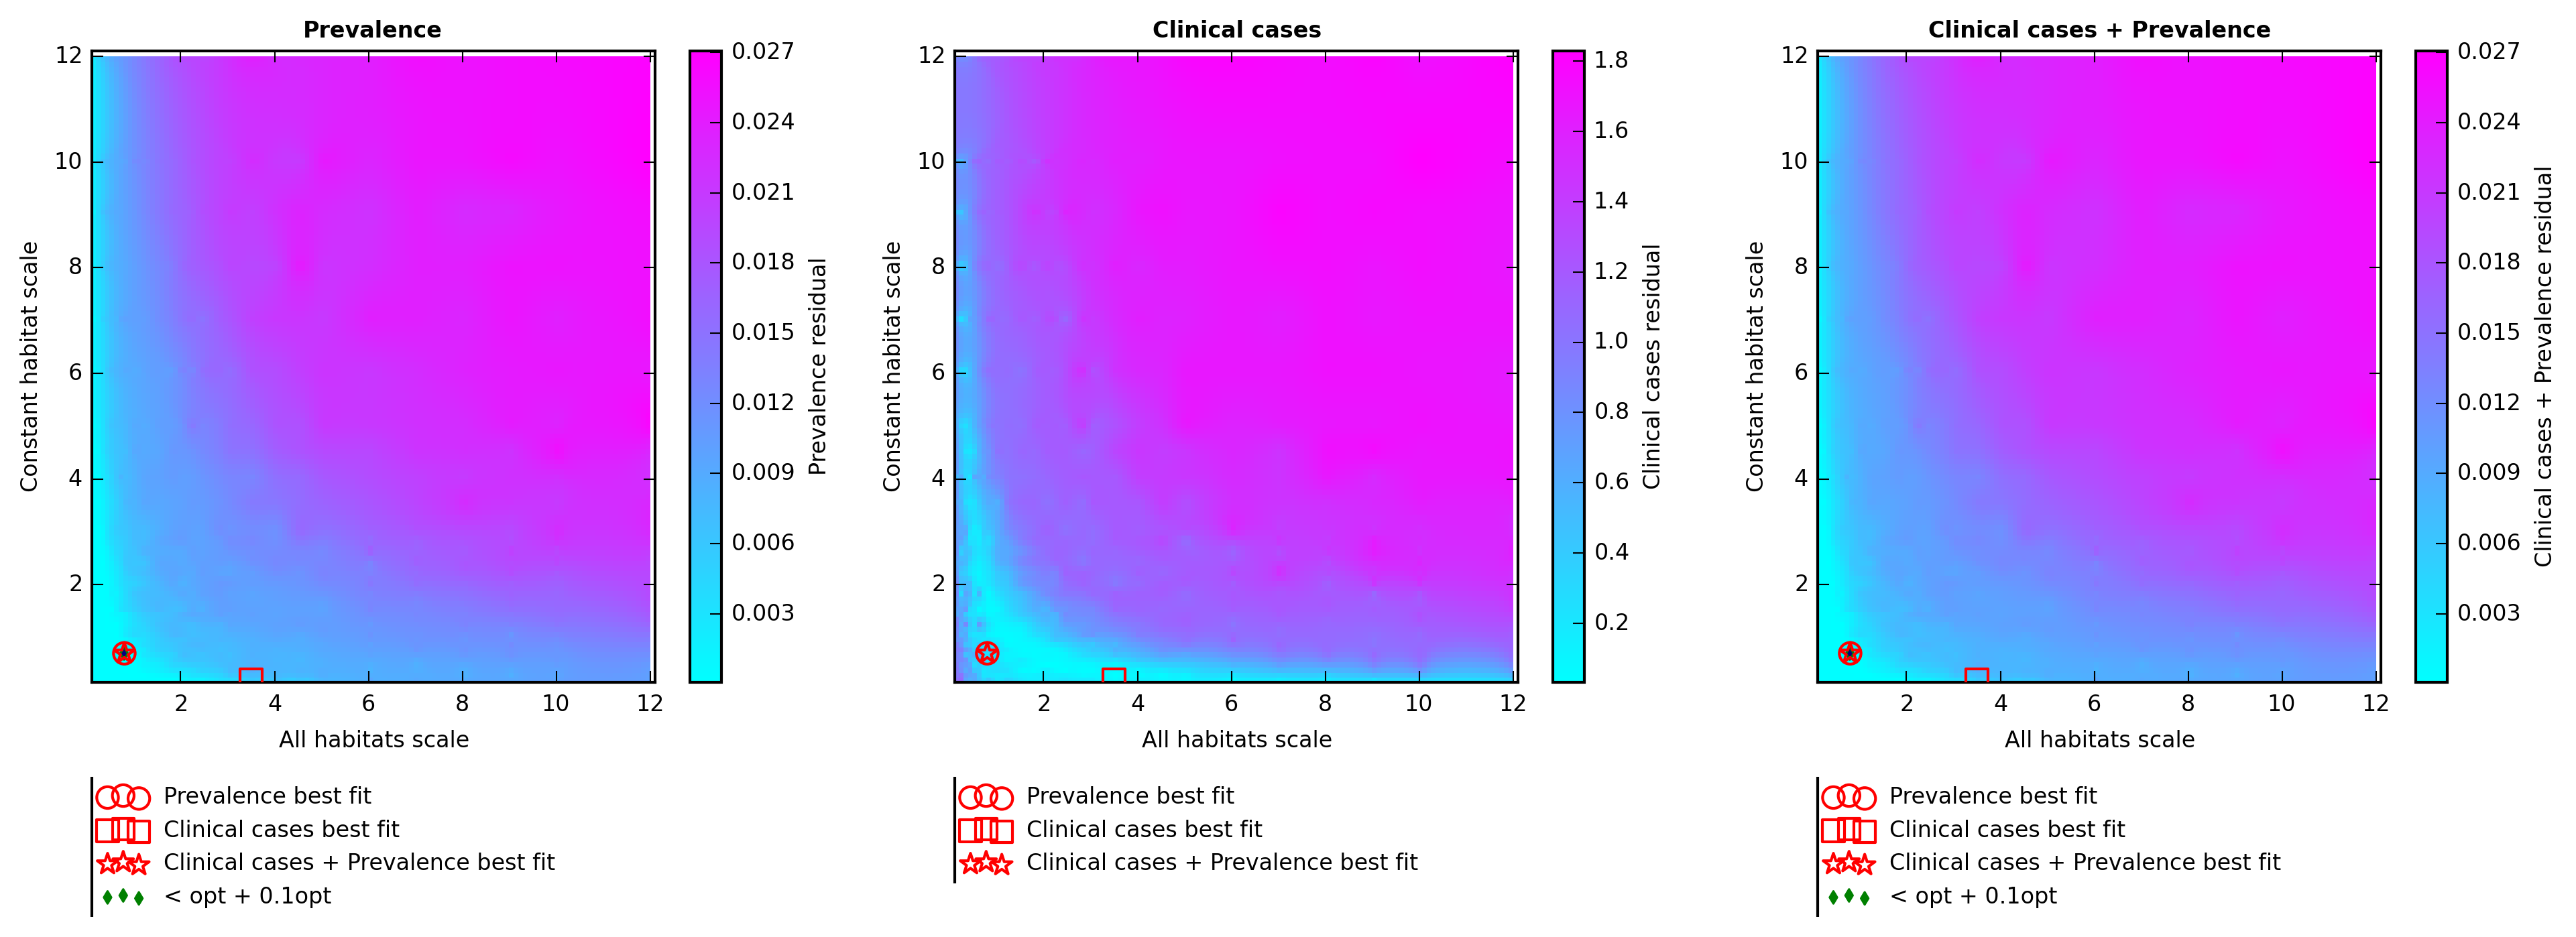 Prevalence
12
10
8
6
4
2
2 4 6 8 10 12
Constant habitat scale
All habitats scale
0.027
0.024
0.021
0.018
0.015
0.012
0.009
0.006
0.003
Prevalence residual
Prevalence best fit
Clinical cases best fit
Clinical cases + Prevalence best fit
< opt + 0.1opt
Clinical cases
12
10
8
6
4
2
2 4 6 8 10 12
Constant habitat scale
All habitats scale
1.8
1.6
1.4
1.2
1.0
0.8
0.6
0.4
0.2
Clinical cases residual
Prevalence best fit
Clinical cases best fit
Clinical cases + Prevalence best fit
Clinical cases + Prevalence
12
10
8
6
4
2
2 4 6 8 10 12
Constant habitat scale
All habitats scale
0.027
0.024
0.021
0.018
0.015
0.012
0.009
0.006
0.003
Clinical cases + Prevalence residual
Prevalence best fit
Clinical cases best fit
Clinical cases + Prevalence best fit
< opt + 0.1opt